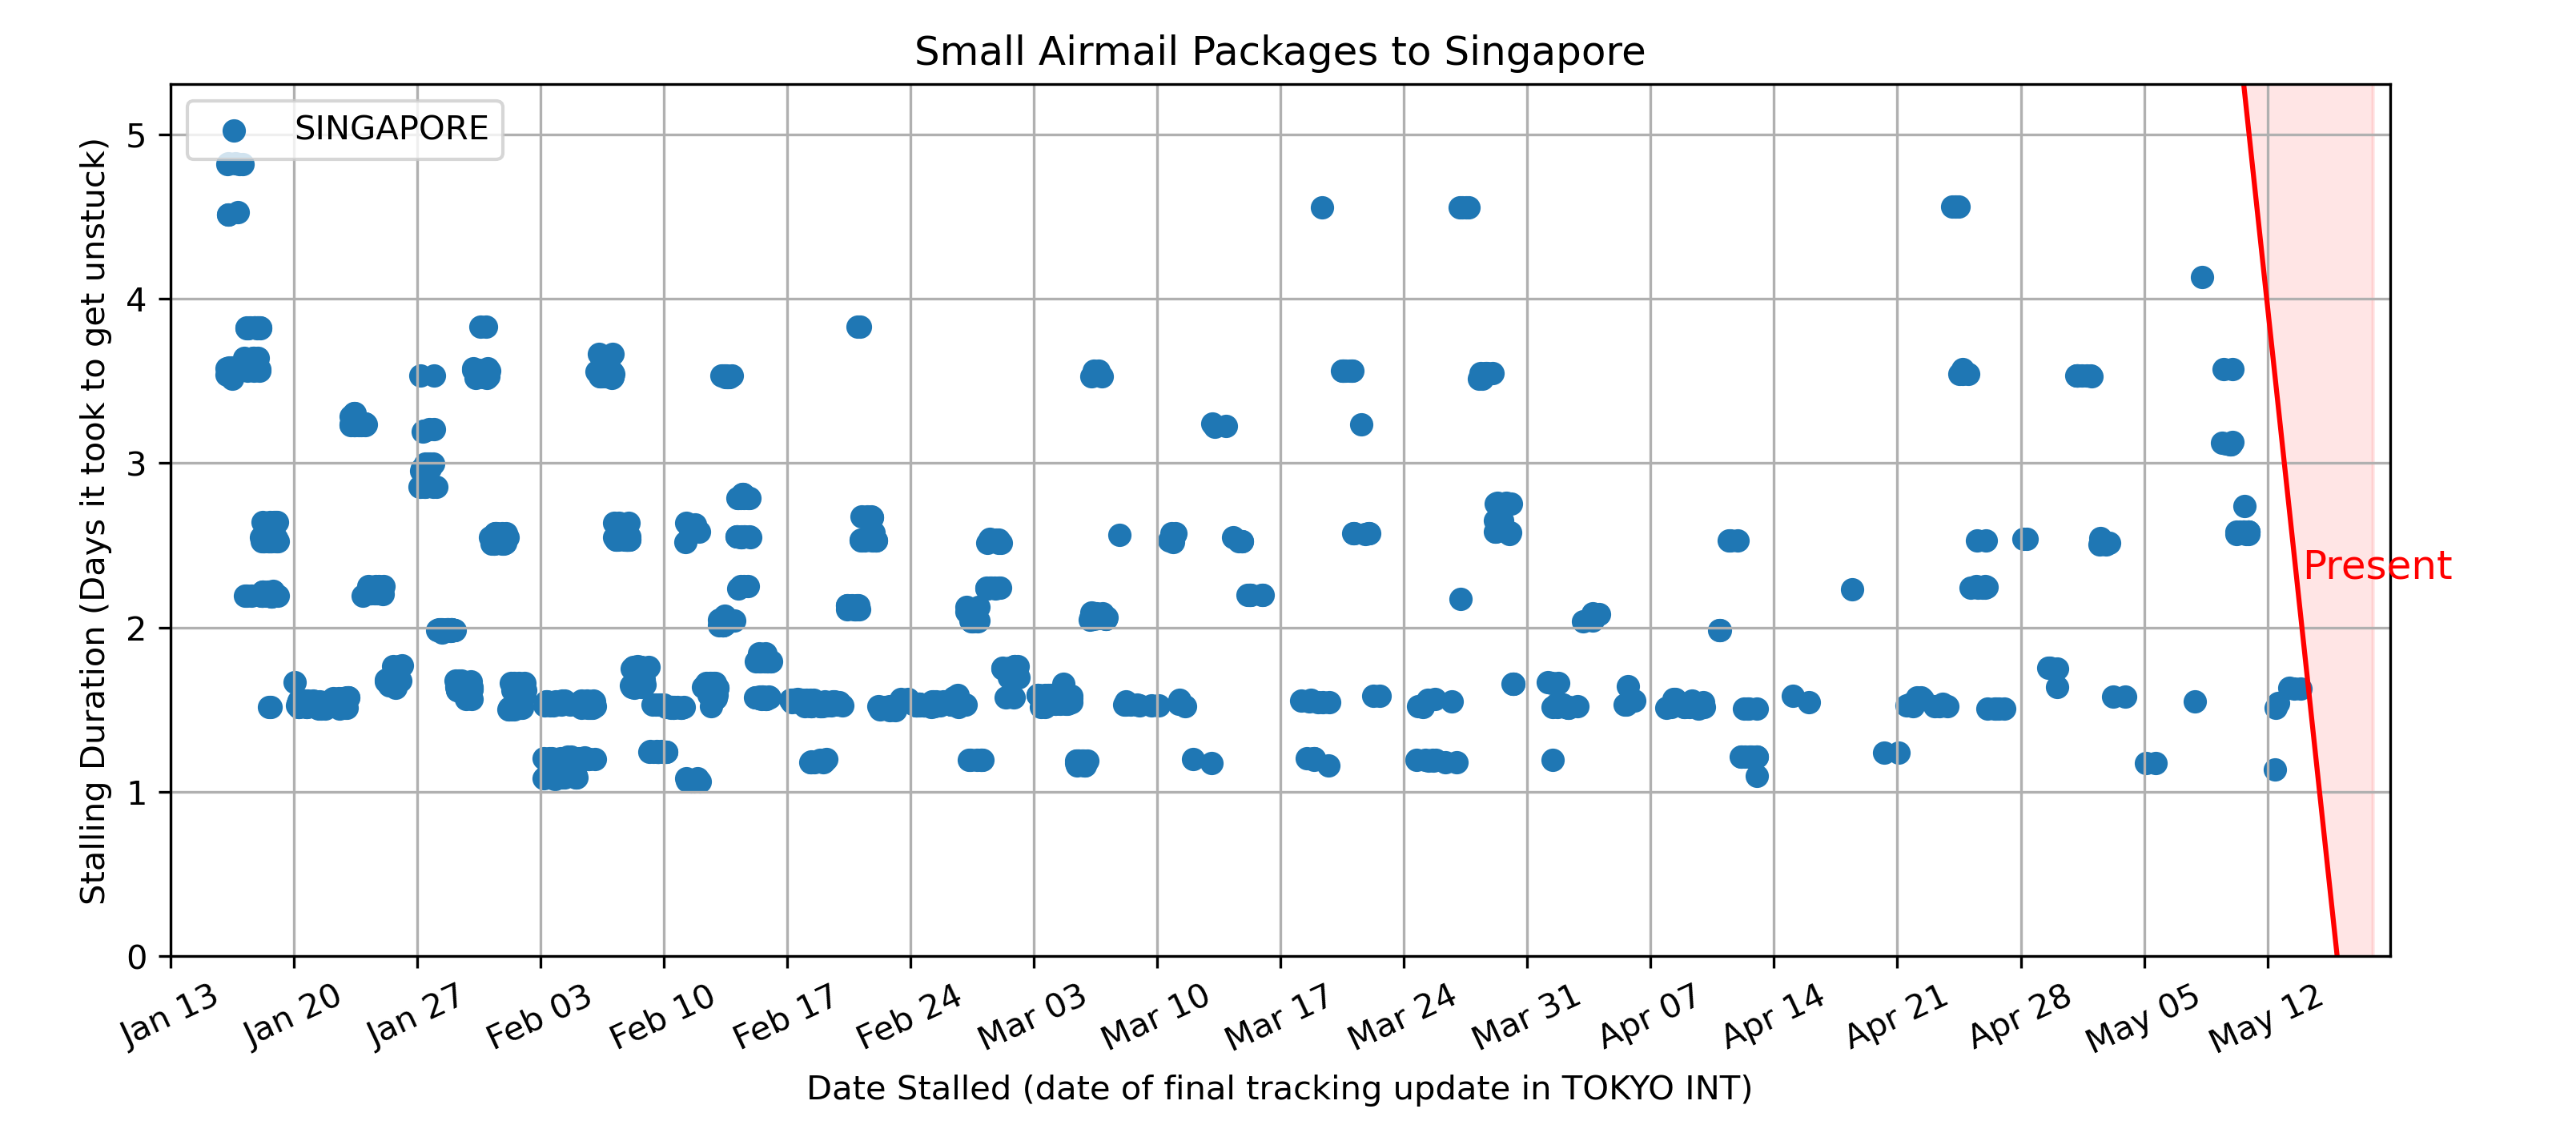 Small Airmail Packages to Singapore
SINGAPORE
Stalling Duration (Days it took to get unstuck)
5
4
3
2
1
0
Present
Jan 13
Jan 20
Jan 27
Feb 03
Feb 10
Feb 17
Feb 24
Mar 03
Mar 10
Mar 17
Mar 24
Mar 31
Apr 07
Apr 14
Apr 21
Apr 28
May 05
May 12
Date Stalled (date of final tracking update in TOKYO INT)